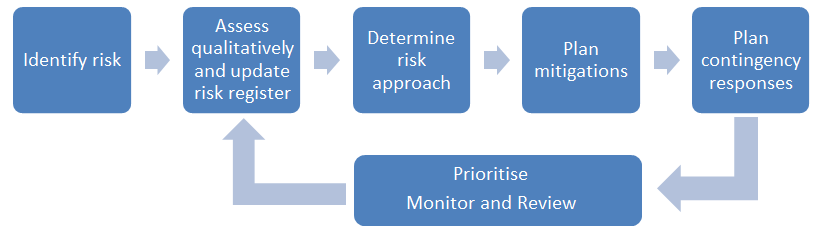 Identify risk
Assess
qualitatively
and update
risk register
Determine
risk
approach
Plan
mitigations
Plan
contingency
responses
Prioritise
Monitor and Review